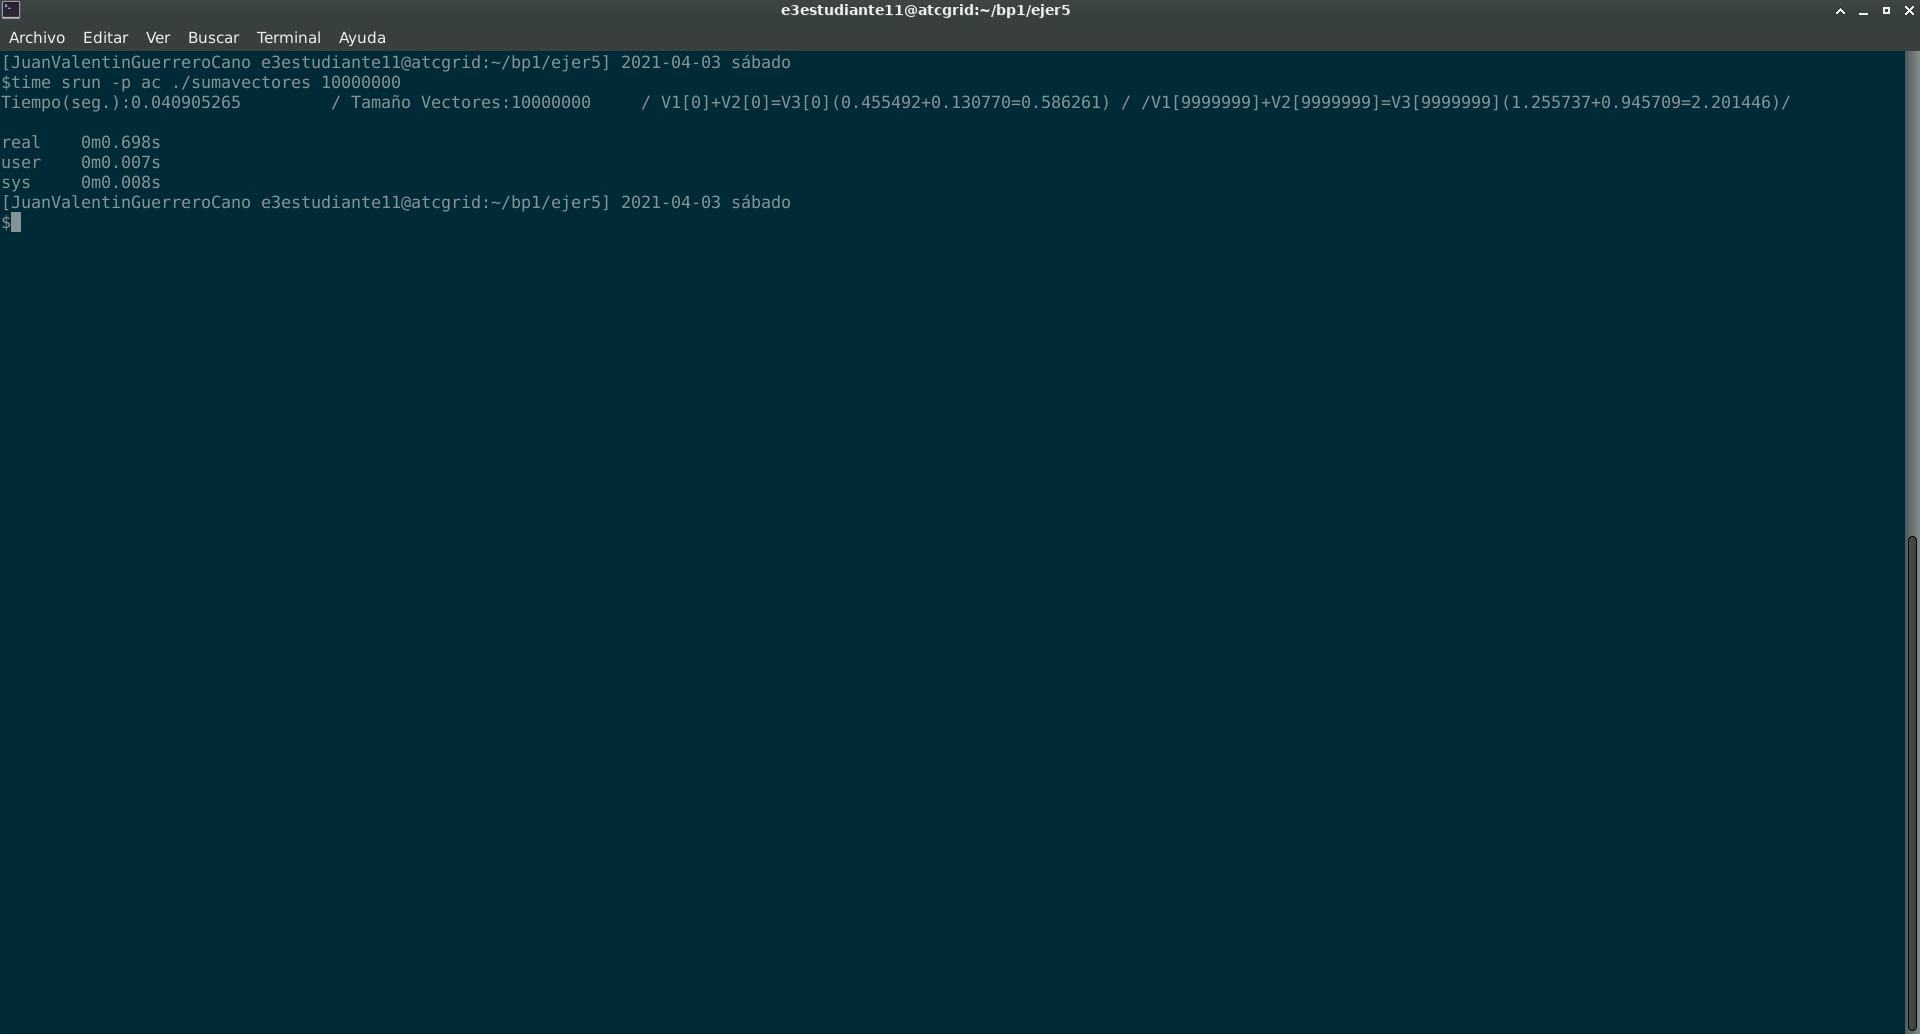 e3estudiante11@atcgrid:~/bp1/ejer5
Archivo Editar Ver Buscar Terminal Ayuda
[JuanValentinGuerreroCano e3estudiante11@atcgrid:~/bp1/ejer5] 2021-04-03 sábado
$time srun -p ac ./sumavectores 10000000
Tiempo(seg.):0.040905265 / Tamaño Vectores:10000000 / V1[0]+V2[0]=V3[0](0.455492+0.130770=0.586261) / /V1[9999999]+V2[9999999]=V3[9999999](1.255737+0.945709=2.201446)/
real 0m0.698s
user 0m0.007s
sys 0m0.008s
[JuanValentinGuerreroCano e3estudiante11@atcgrid:~/bp1/ejer5] 2021-04-03 sábado
$